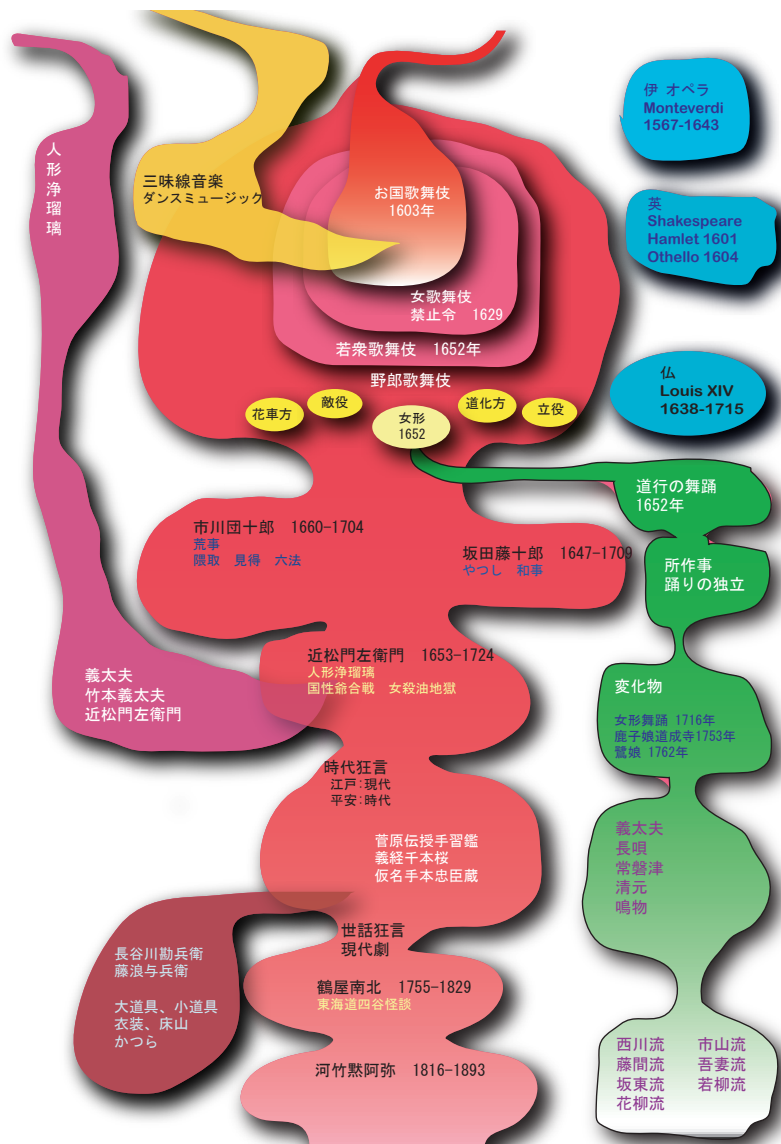 伊 オペラ
Monteverdi
1567-1643
英
Shakespeare
Hamlet 1601
Othello 1604
仏
Louis XIV
1638-1715
人形浄瑠璃
三味線音楽
ダンスミュージック
お国歌舞伎
1603年
女歌舞伎
禁止令 1629
若衆歌舞伎 1652年
野郎歌舞伎
花車方
敵役
女形
1652
道化方
立役
道行の舞踊
1652年
所作事
踊りの独立
市川団十郎 1660-1704
荒事
隈取 見得 六法
坂田藤十郎 1647-1709
やつし 和事
近松門左衛門 1653-1724
人形浄瑠璃
国性爺合戦 女殺油地獄
義太夫
竹本義太夫
近松門左衛門
変化物
女形舞踊 1716年
鹿子娘道成寺1753年
鷺娘 1762年
時代狂言
江戸:現代
平安:時代
菅原伝授手習鑑
義経千本桜
仮名手本忠臣蔵
義太夫
長唄
常磐津
清元
鳴物
世話狂言
現代劇
長谷川勘兵衛
藤浪与兵衛
大道具、小道具
衣装、床山
かつら
鶴屋南北 1755-1829
東海道四谷怪談
河竹黙阿弥 1816-1893
西川流 市山流
藤間流 吾妻流
坂東流 若柳流
花柳流